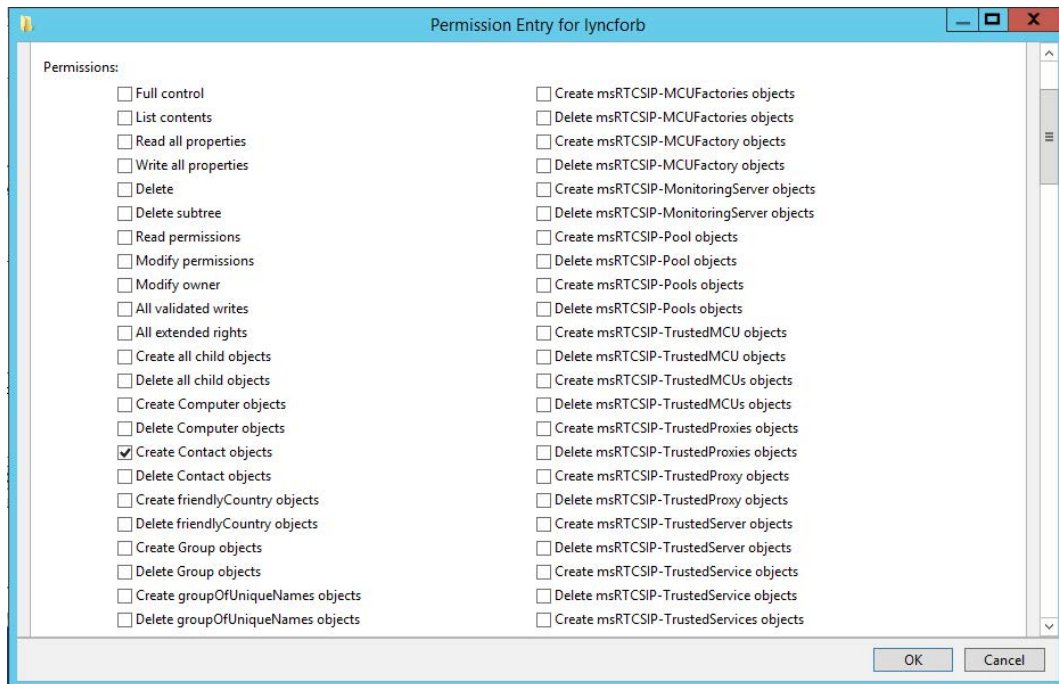 Permission Entry for lyncforb
Permissions:
Full control
List contents
Read all properties
Write all properties
Delete
Delete subtree
Read permissions
Modify permissions
Modify owner
All validated writes
All extended rights
Create all child objects
Delete all child objects
Create Computer objects
Delete Computer objects
Create Contact objects
Delete Contact objects
Create friendlyCountry objects
Delete friendlyCountry objects
Create Group objects
Delete Group objects
Create groupOfUniqueNames objects
Delete groupOfUniqueNames objects
Create msRTCSIP-MCUFactories objects
Delete msRTCSIP-MCUFactories objects
Create msRTCSIP-MCUFactory objects
Delete msRTCSIP-MCUFactory objects
Create msRTCSIP-MonitoringServer objects
Delete msRTCSIP-MonitoringServer objects
Create msRTCSIP-Pool objects
Delete msRTCSIP-Pool objects
Create msRTCSIP-Pools objects
Delete msRTCSIP-Pools objects
Create msRTCSIP-TrustedMCU objects
Delete msRTCSIP-TrustedMCU objects
Create msRTCSIP-TrustedMCUs objects
Delete msRTCSIP-TrustedMCUs objects
Create msRTCSIP-TrustedProxies objects
Delete msRTCSIP-TrustedProxies objects
Create msRTCSIP-TrustedProxy objects
Delete msRTCSIP-TrustedProxy objects
Create msRTCSIP-TrustedServer objects
Delete msRTCSIP-TrustedServer objects
Create msRTCSIP-TrustedService objects
Delete msRTCSIP-TrustedService objects
Create msRTCSIP-TrustedServices objects
OK
Cancel